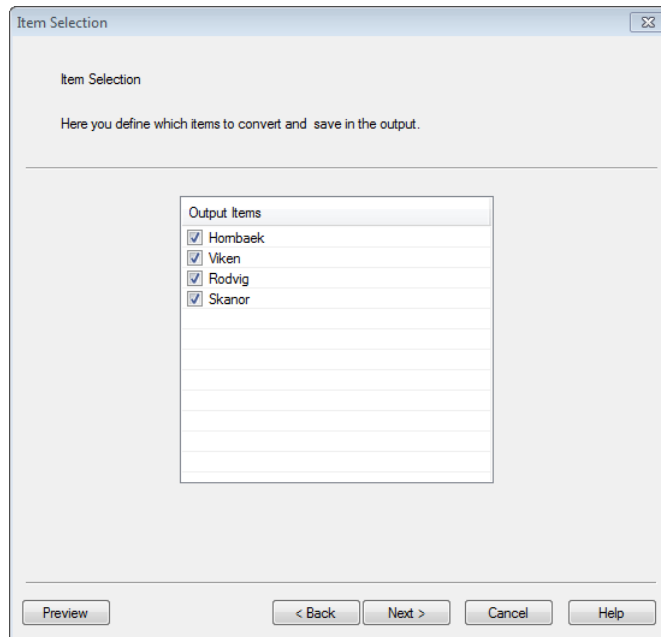 Item Selection
Item Selection
Here you define which items to convert and save in the output.
Output Items
Hornbaek
Viken
Rodvig
Skanor
Preview
< Back
Next >
Cancel
Help